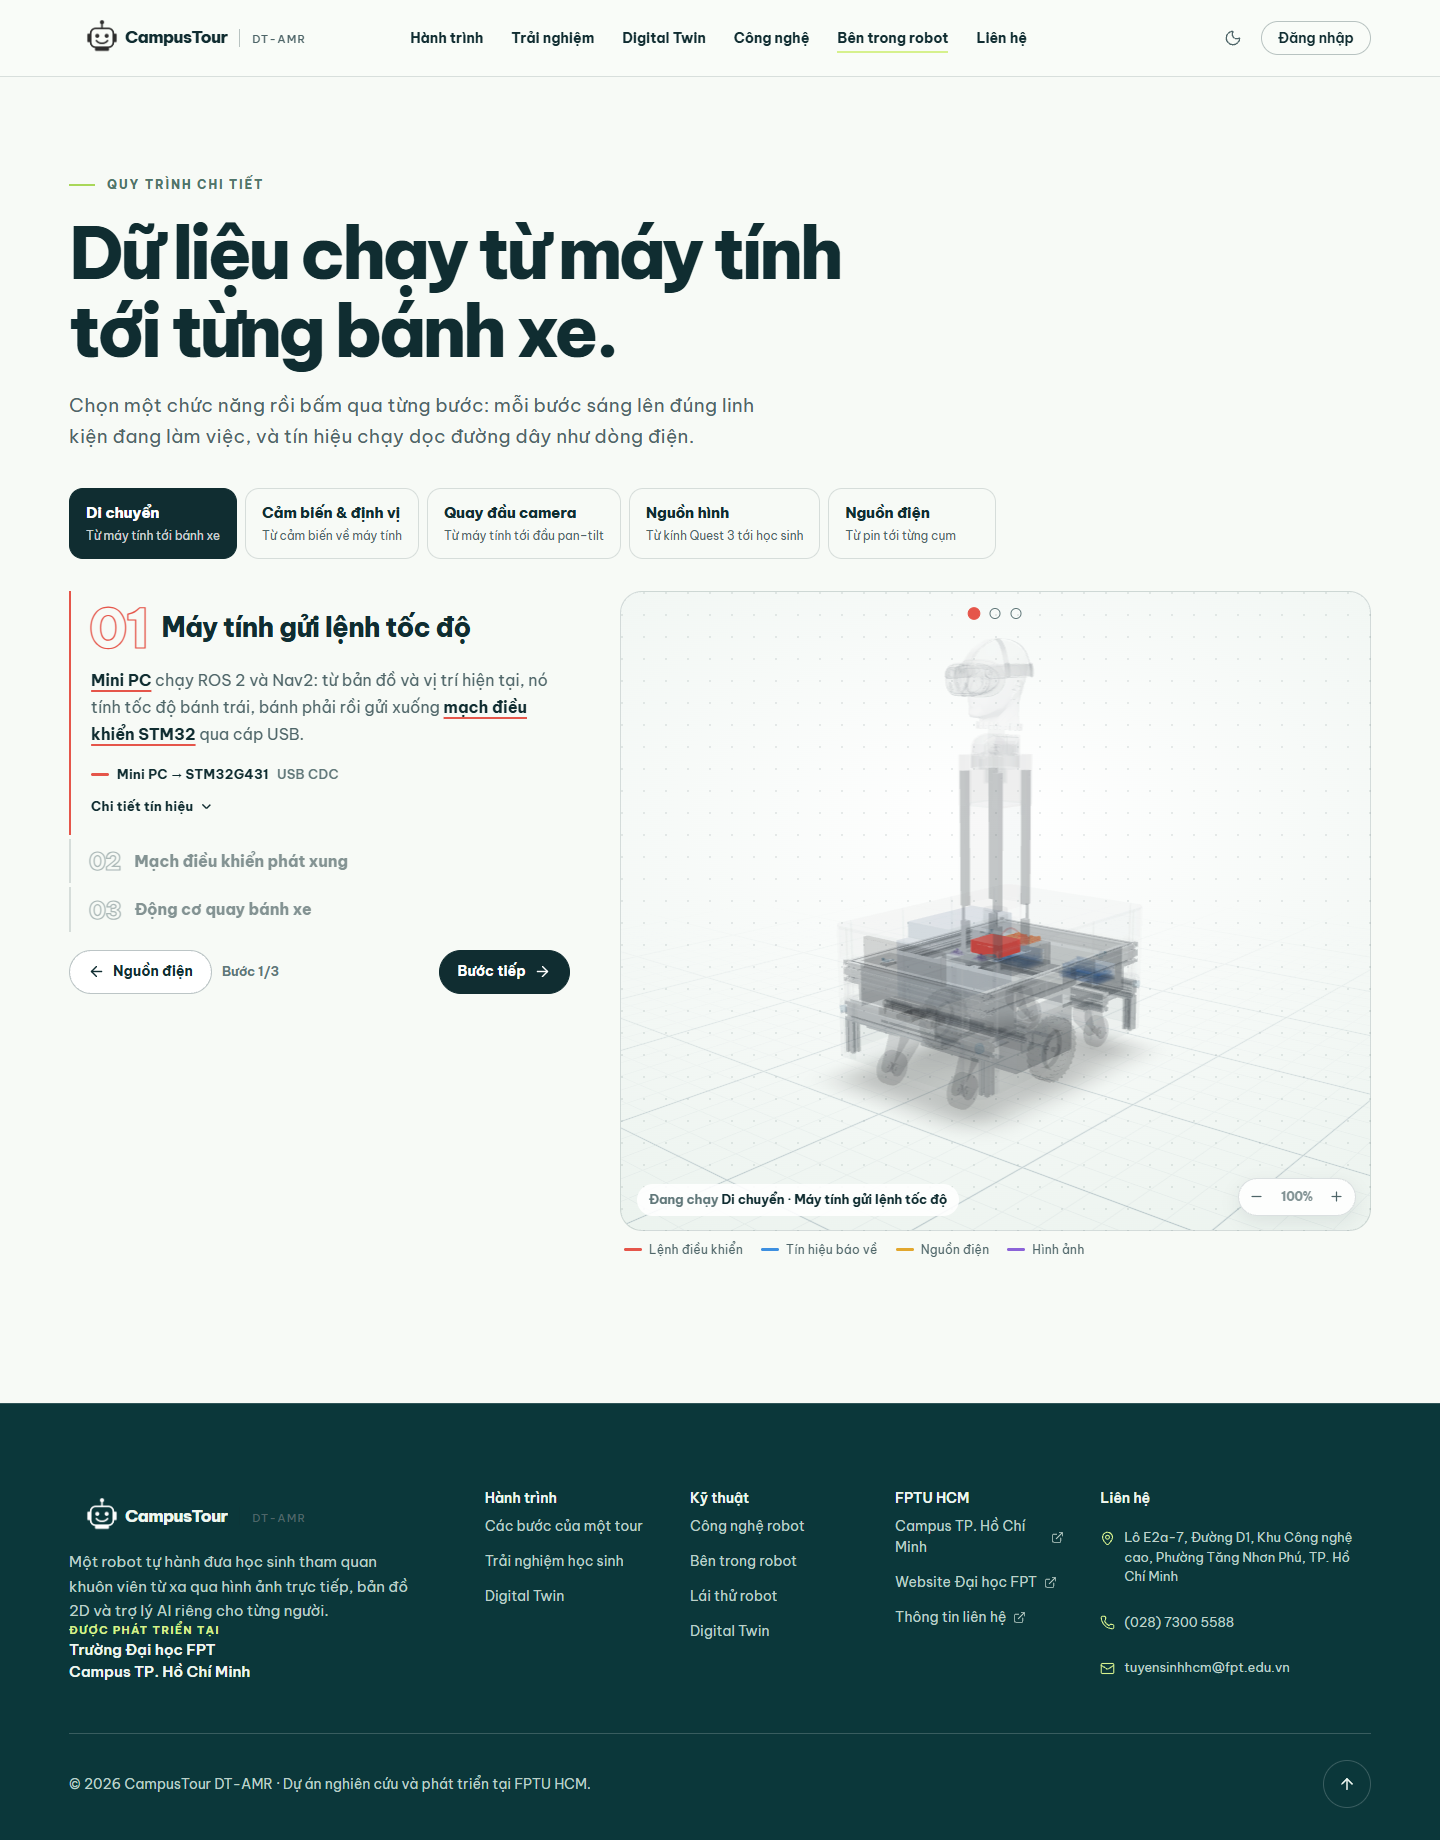 CampusTour DT-AMR
Hành trình Trải nghiệm Digital Twin Công nghệ Bên trong robot Liên hệ
Đăng nhập
QUY TRÌNH CHI TIẾT
Dữ liệu chạy từ máy tính
tới từng bánh xe.
Chọn một chức năng rồi bấm qua từng bước: mỗi bước sáng lên đúng linh
kiện đang làm việc, và tín hiệu chạy dọc đường dây như dòng điện.
Di chuyển
Từ máy tính tới bánh xe
Cảm biến & định vị
Từ cảm biến về máy tính
Quay đầu camera
Từ máy tính tới đầu pan-tilt
Nguồn hình
Từ kính Quest 3 tới học sinh
Nguồn điện
Từ pin tới từng cụm
01 Máy tính gửi lệnh tốc độ
Mini PC chạy ROS 2 và Nav2: từ bản đồ và vị trí hiện tại, nó
tính tốc độ bánh trái, bánh phải rồi gửi xuống mạch điều
khiển STM32 qua cáp USB.
Mini PC → STM32G431 USB CDC
Chi tiết tín hiệu
02 Mạch điều khiển phát xung
03 Động cơ quay bánh xe
← Nguồn điện Bước 1/3 Bước tiếp →
Đang chạy Di chuyển · Máy tính gửi lệnh tốc độ
− 100% +
Lệnh điều khiển Tín hiệu báo về Nguồn điện Hình ảnh
CampusTour DT-AMR
Một robot tự hành đưa học sinh tham quan
khuôn viên từ xa qua hình ảnh trực tiếp, bản đồ
2D và trợ lý AI riêng cho từng người.
ĐƯỢC PHÁT TRIỂN TẠI
Trường Đại học FPT
Campus TP. Hồ Chí Minh
Hành trình
Các bước của một tour
Trải nghiệm học sinh
Digital Twin
Kỹ thuật
Công nghệ robot
Bên trong robot
Lái thử robot
Digital Twin
FPTU HCM
Campus TP. Hồ Chí
Minh
Website Đại học FPT
Thông tin liên hệ
Liên hệ
Lô E2a-7, Đường D1, Khu Công nghệ
cao, Phường Tăng Nhơn Phú, TP. Hồ
Chí Minh
(028) 7300 5588
tuyensinhhcm@fpt.edu.vn
© 2026 CampusTour DT-AMR · Dự án nghiên cứu và phát triển tại FPTU HCM.